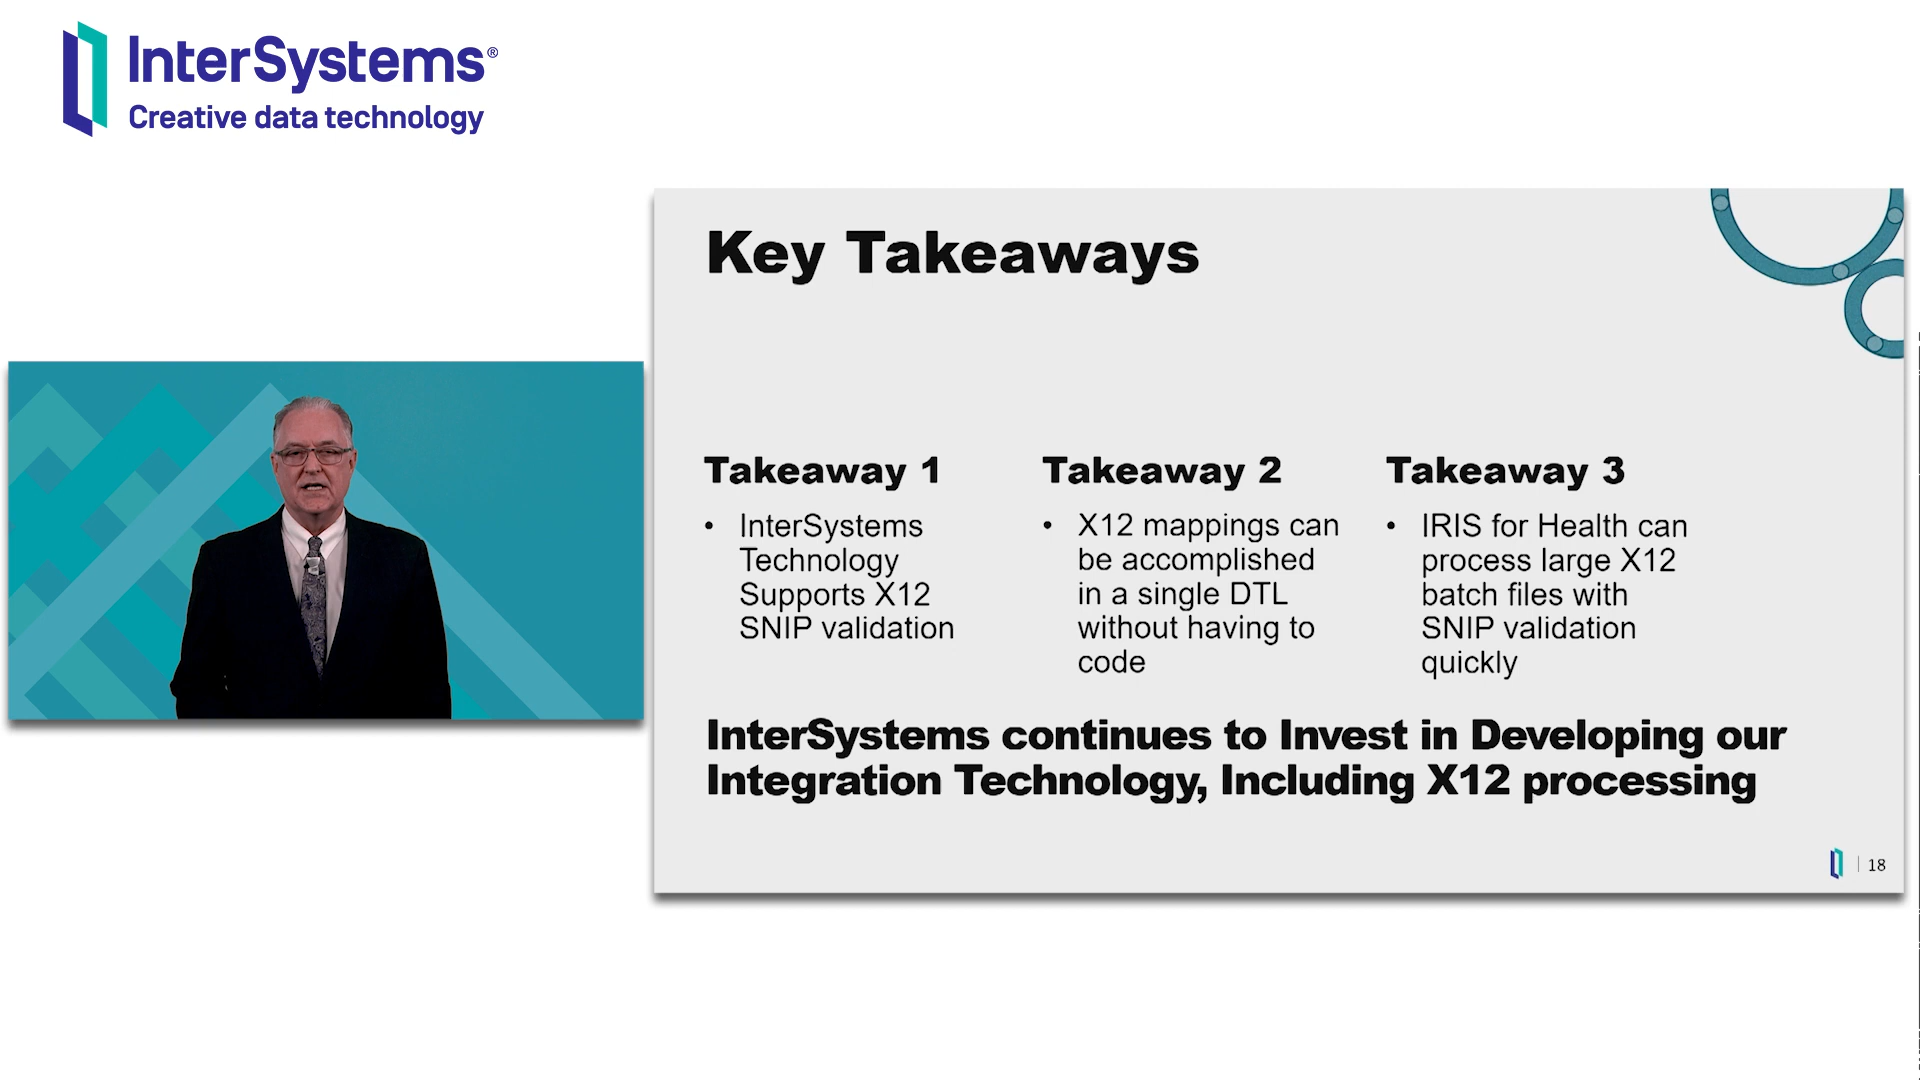 InterSystems®
Creative data technology
Key Takeaways
Takeaway 1
• InterSystems
Technology
Supports X12
SNIP validation
Takeaway 2
• X12 mappings can
be accomplished
in a single DTL
without having to
code
Takeaway 3
• IRIS for Health can
process large X12
batch files with
SNIP validation
quickly
InterSystems continues to Invest in Developing our
Integration Technology, Including X12 processing
18